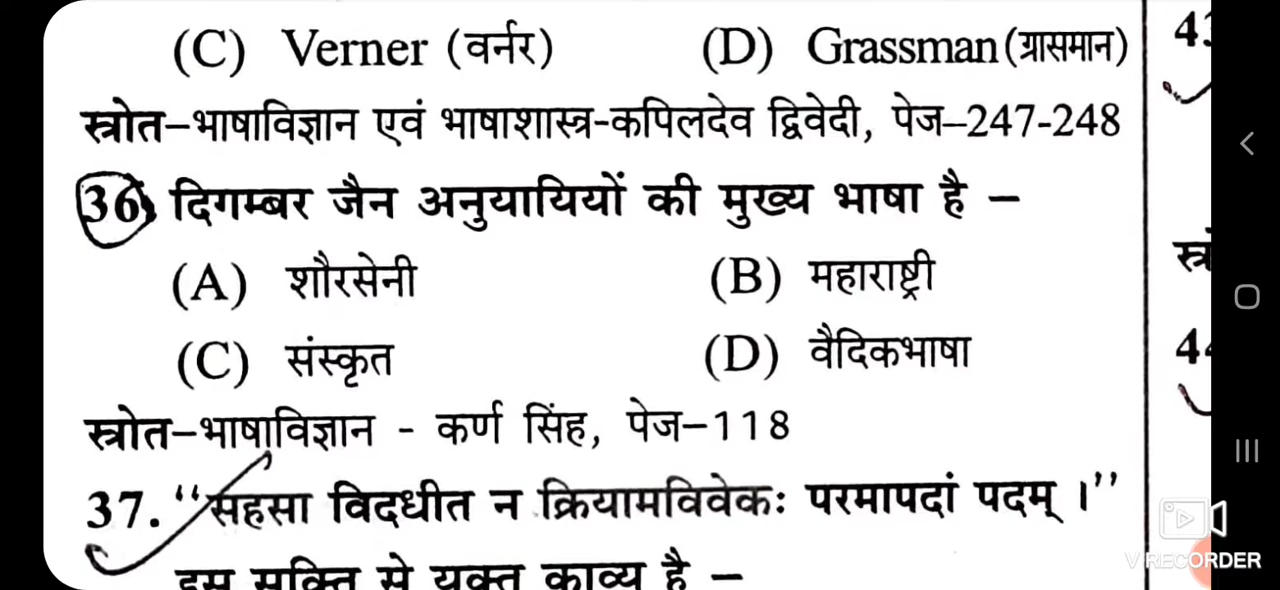 (C) Verner (वर्नर) (D) Grassman (ग्रासमान)
स्त्रोत–भाषाविज्ञान एवं भाषाशास्त्र-कपिलदेव द्विवेदी, पेज–247-248
36. दिगम्बर जैन अनुयायियों की मुख्य भाषा है –
(A) शौरसेनी (B) महाराष्ट्री
(C) संस्कृत (D) वैदिकभाषा
स्त्रोत–भाषाविज्ञान - कर्ण सिंह, पेज–118
37. “सहसा विदधीत न क्रियामविवेकः परमापदां पदम् ।”
इस सूक्ति से युक्त काव्य है –
V RECORDER